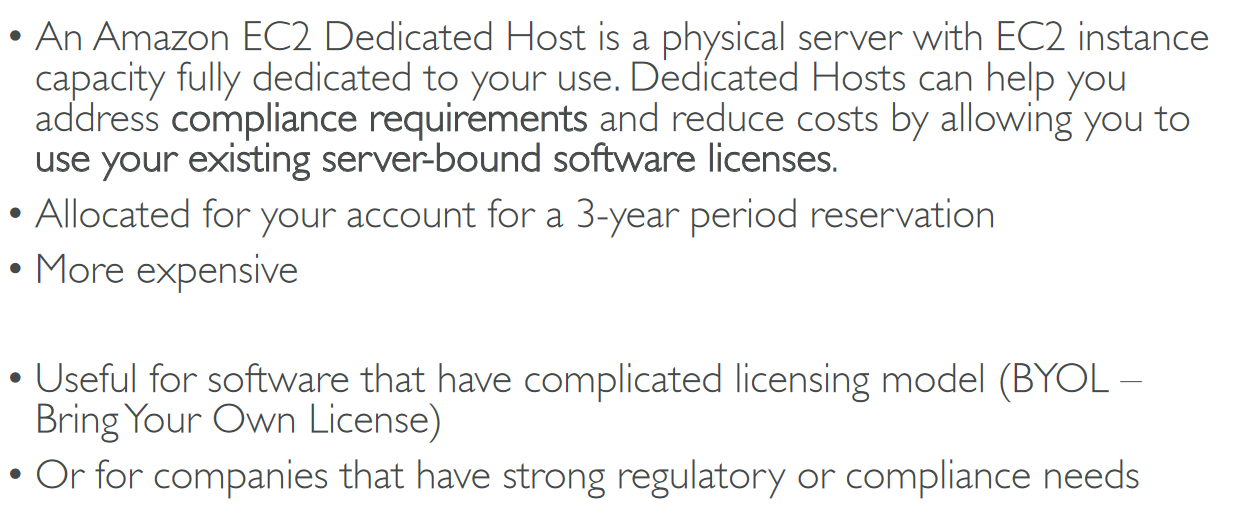 • An Amazon EC2 Dedicated Host is a physical server with EC2 instance
capacity fully dedicated to your use. Dedicated Hosts can help you
address compliance requirements and reduce costs by allowing you to
use your existing server-bound software licenses.
• Allocated for your account for a 3-year period reservation
• More expensive
• Useful for software that have complicated licensing model (BYOL –
Bring Your Own License)
• Or for companies that have strong regulatory or compliance needs